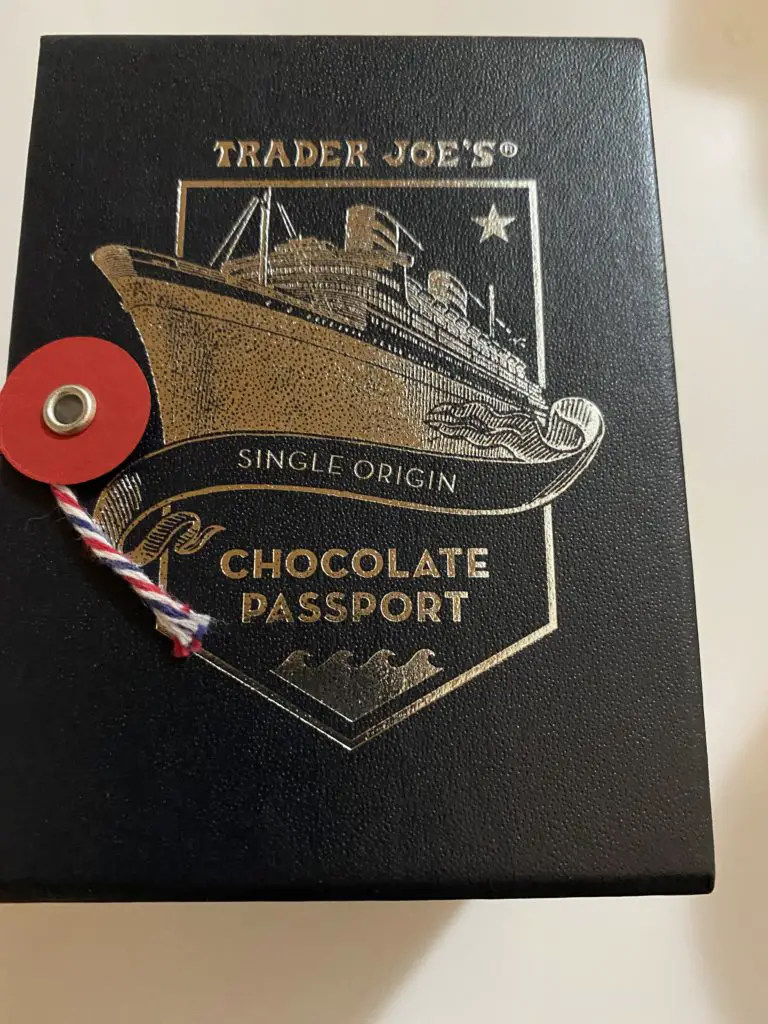 TRADER JOE'S®
SINGLE ORIGIN
CHOCOLATE
PASSPORT